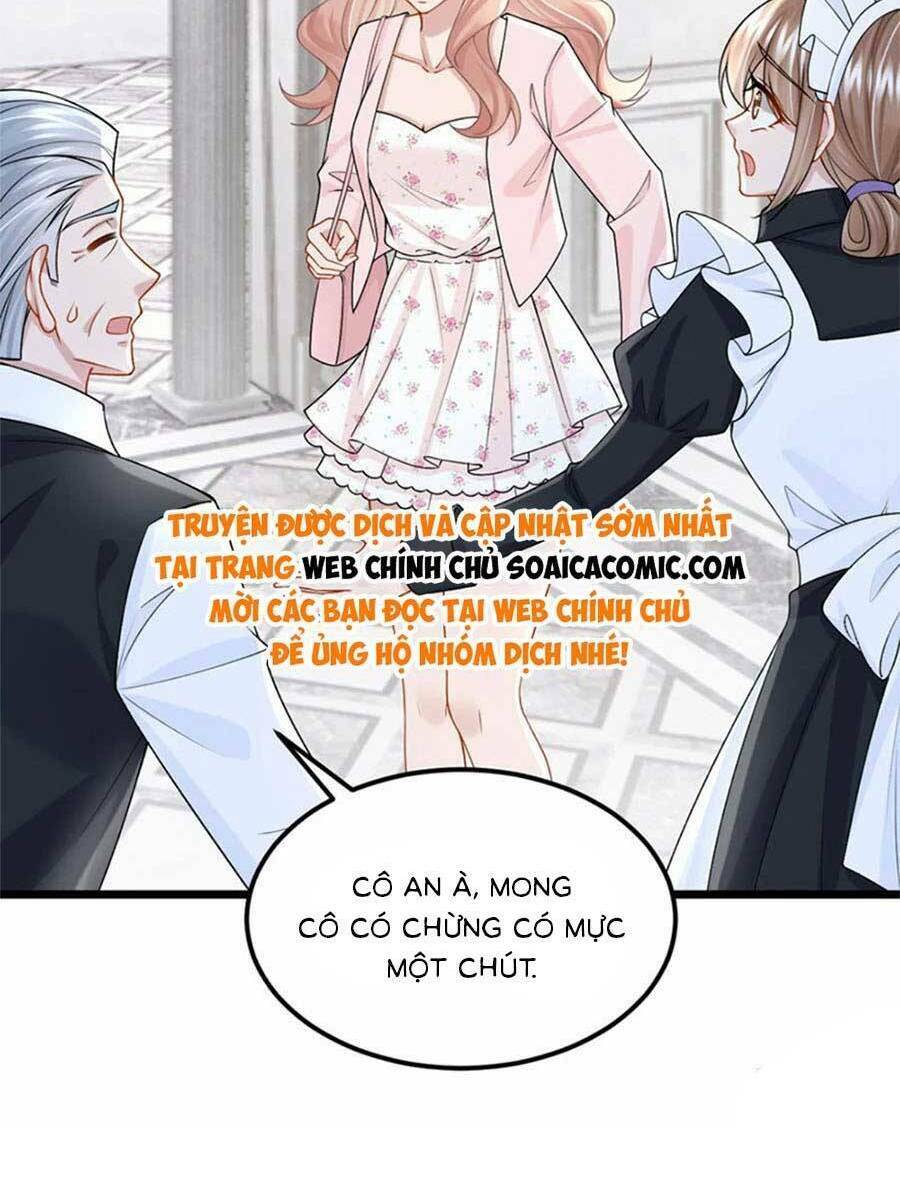 TRUYỆN ĐƯỢC DỊCH VÀ CẬP NHẬT SỚM NHẤT
TẠI TRANG WEB CHÍNH CHỦ SOAICACOMIC.COM
MỜI CÁC BẠN ĐỌC TẠI WEB CHÍNH CHỦ
ĐỂ ỦNG HỘ NHÓM DỊCH NHÉ!
CÔ AN À, MONG
CÔ CÓ CHỪNG CÓ MỰC
MỘT CHÚT.